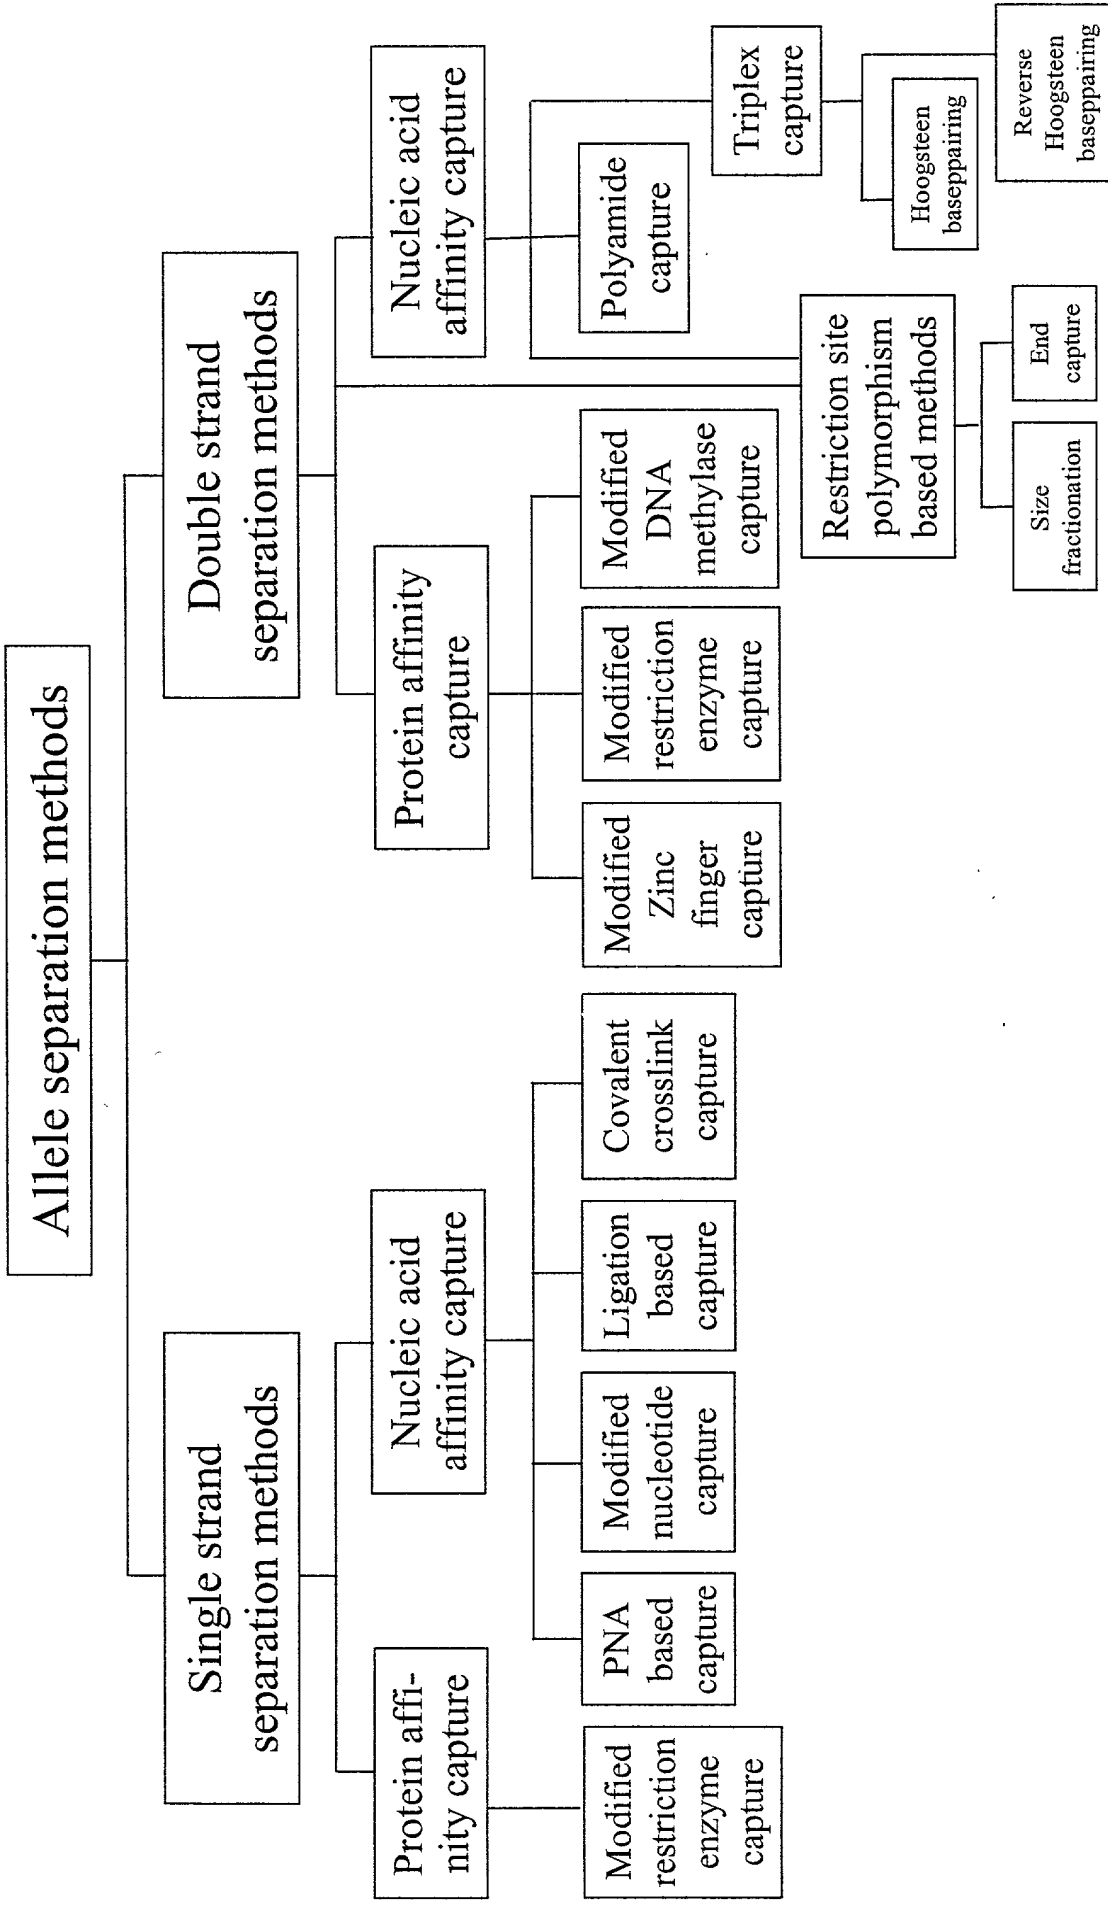 Allele separation methods
Single strand
separation methods
Double strand
separation methods
Protein affi-
nity capture
Nucleic acid
affinity capture
Protein affinity
capture
Nucleic acid
affinity capture
Modified
restriction
enzyme
capture
PNA
based
capture
Modified
nucleotide
capture
Ligation
based
capture
Covalent
crosslink
capture
Modified
Zinc
finger
capture
Modified
restriction
enzyme
capture
Modified
DNA
methylase
capture
Polyamide
capture
Restriction site
polymorphism
based methods
Triplex
capture
Size
fractionation
End
capture
Hoogsteen
baseppairing
Reverse
Hoogsteen
baseppairing